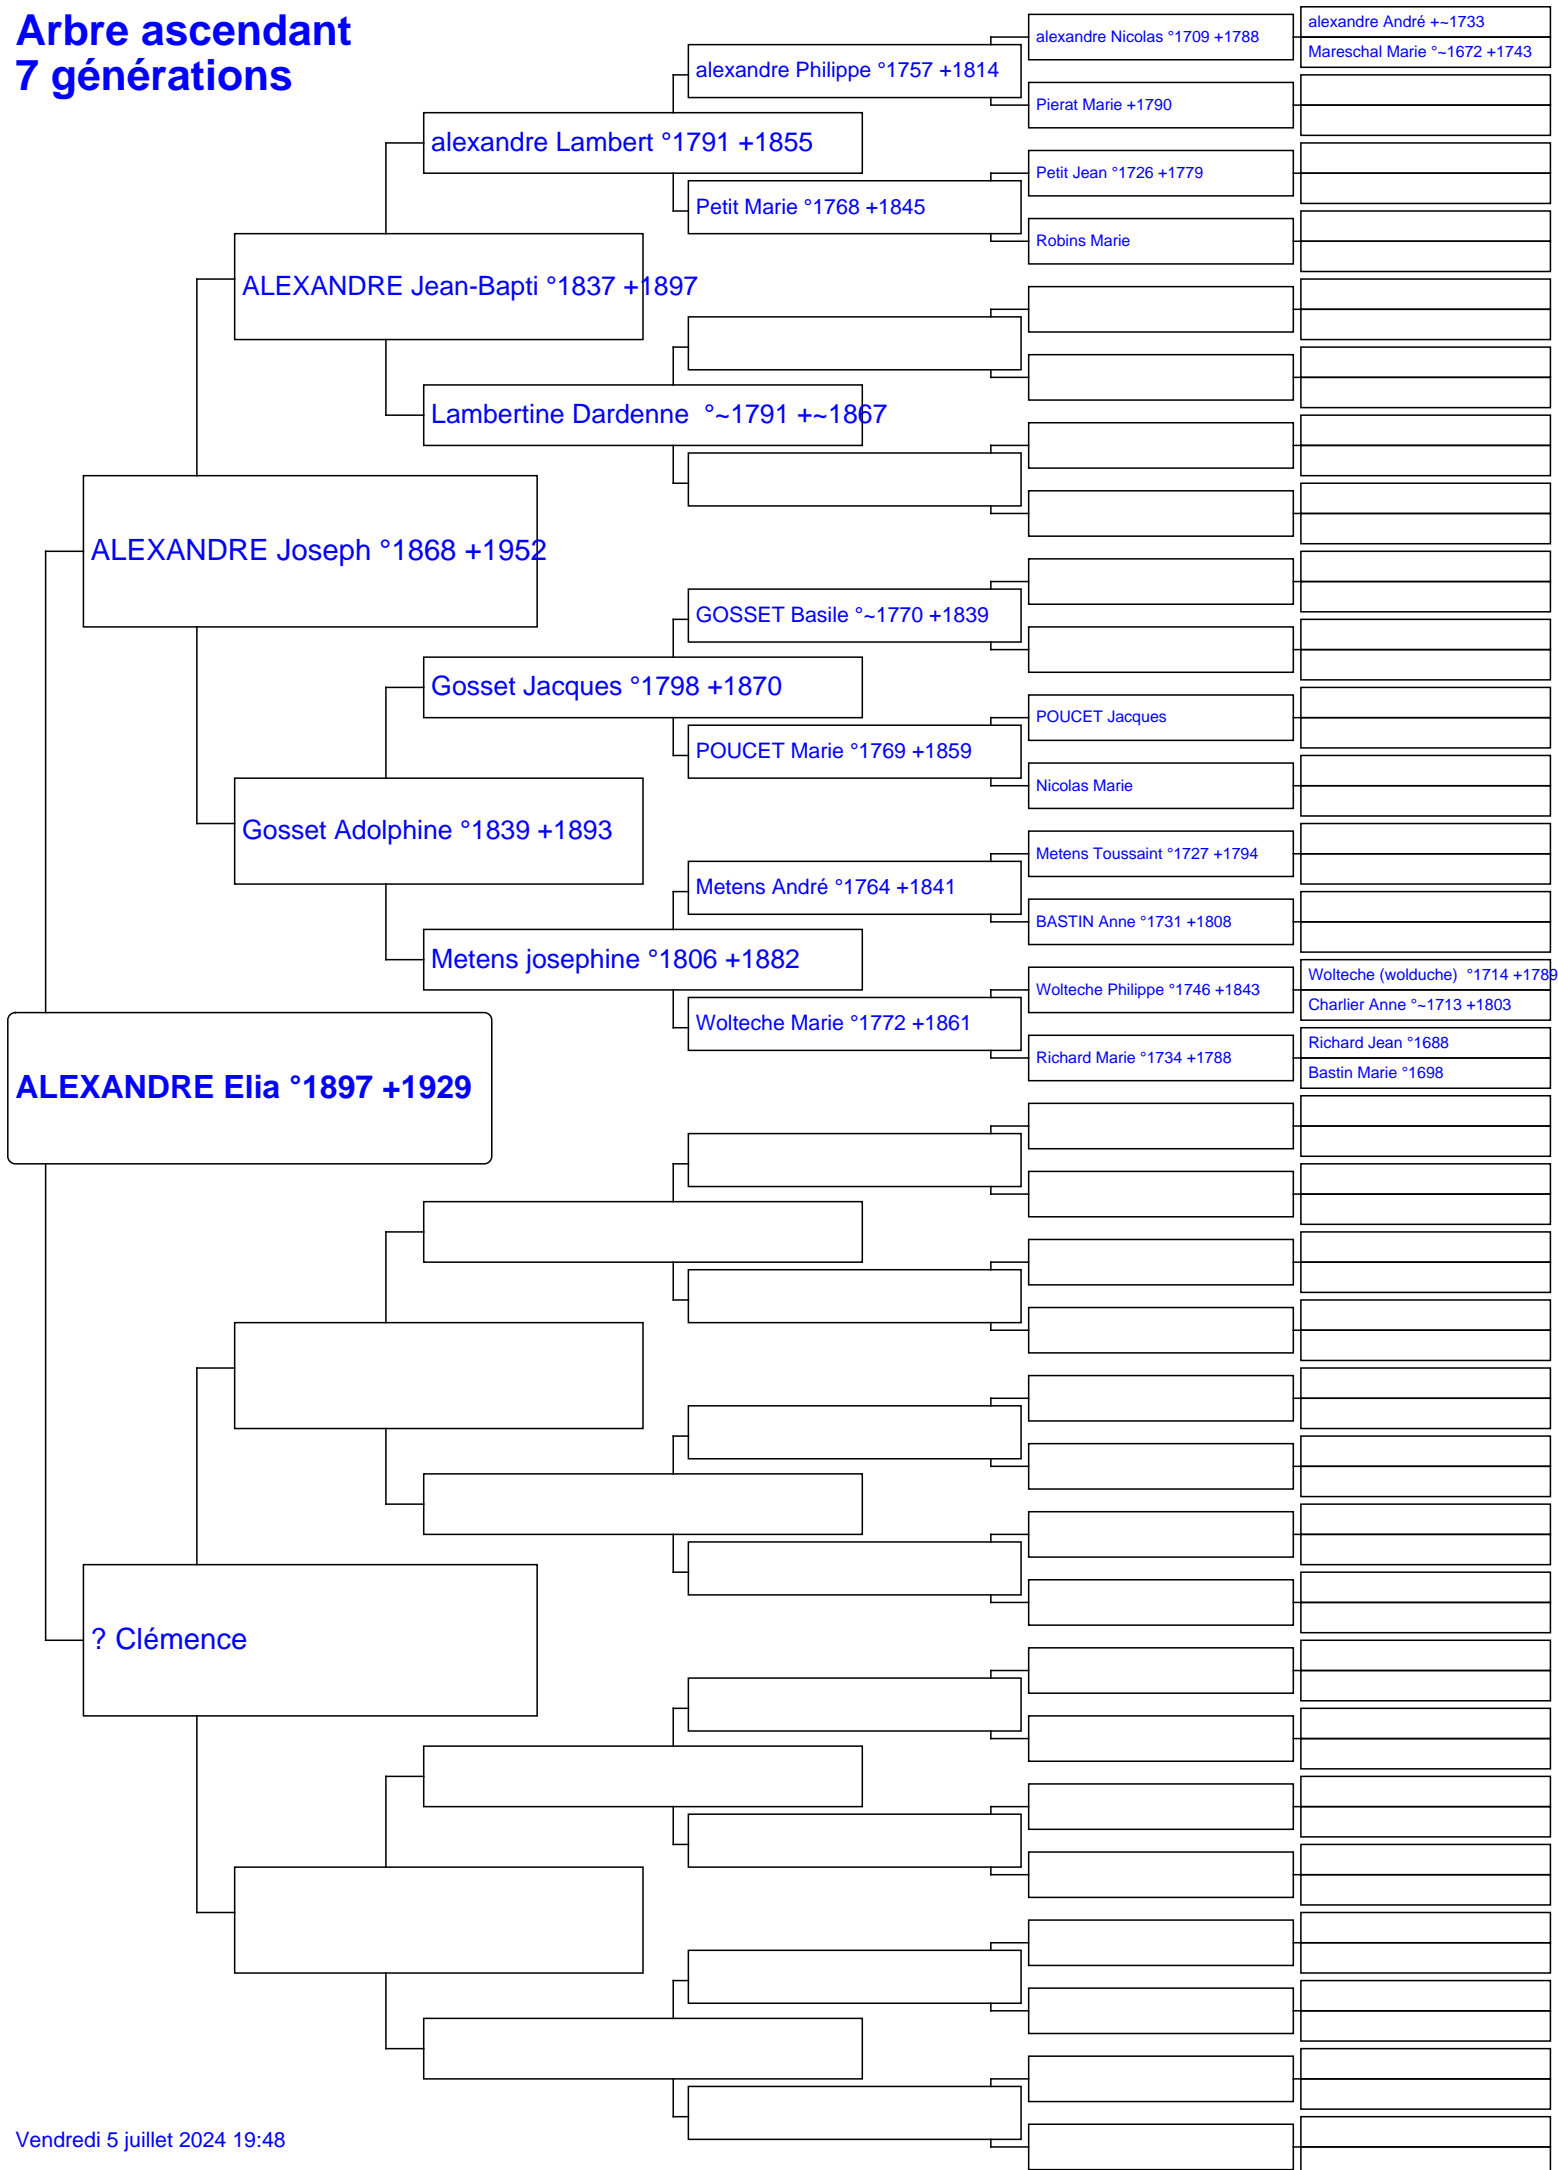 Arbre ascendant
7 générations
alexandre André +~1733
alexandre Nicolas °1709 +1788
Mareschal Marie °~1672 +1743
alexandre Philippe °1757 +1814
Pierat Marie +1790
alexandre Lambert °1791 +1855
Petit Jean °1726 +1779
Petit Marie °1768 +1845
Robins Marie
ALEXANDRE Jean-Bapti °1837 +1897
Lambertine Dardenne  °~1791 +~1867
ALEXANDRE Joseph °1868 +1952
GOSSET Basile °~1770 +1839
Gosset Jacques °1798 +1870
POUCET Jacques
POUCET Marie °1769 +1859
Nicolas Marie
Gosset Adolphine °1839 +1893
Metens Toussaint °1727 +1794
Metens André °1764 +1841
BASTIN Anne °1731 +1808
Metens josephine °1806 +1882
Wolteche (wolduche)  °1714 +1789
Wolteche Philippe °1746 +1843
Charlier Anne °~1713 +1803
Wolteche Marie °1772 +1861
Richard Jean °1688
Richard Marie °1734 +1788
Bastin Marie °1698
ALEXANDRE Elia °1897 +1929
? Clémence
Vendredi 5 juillet 2024 19:48